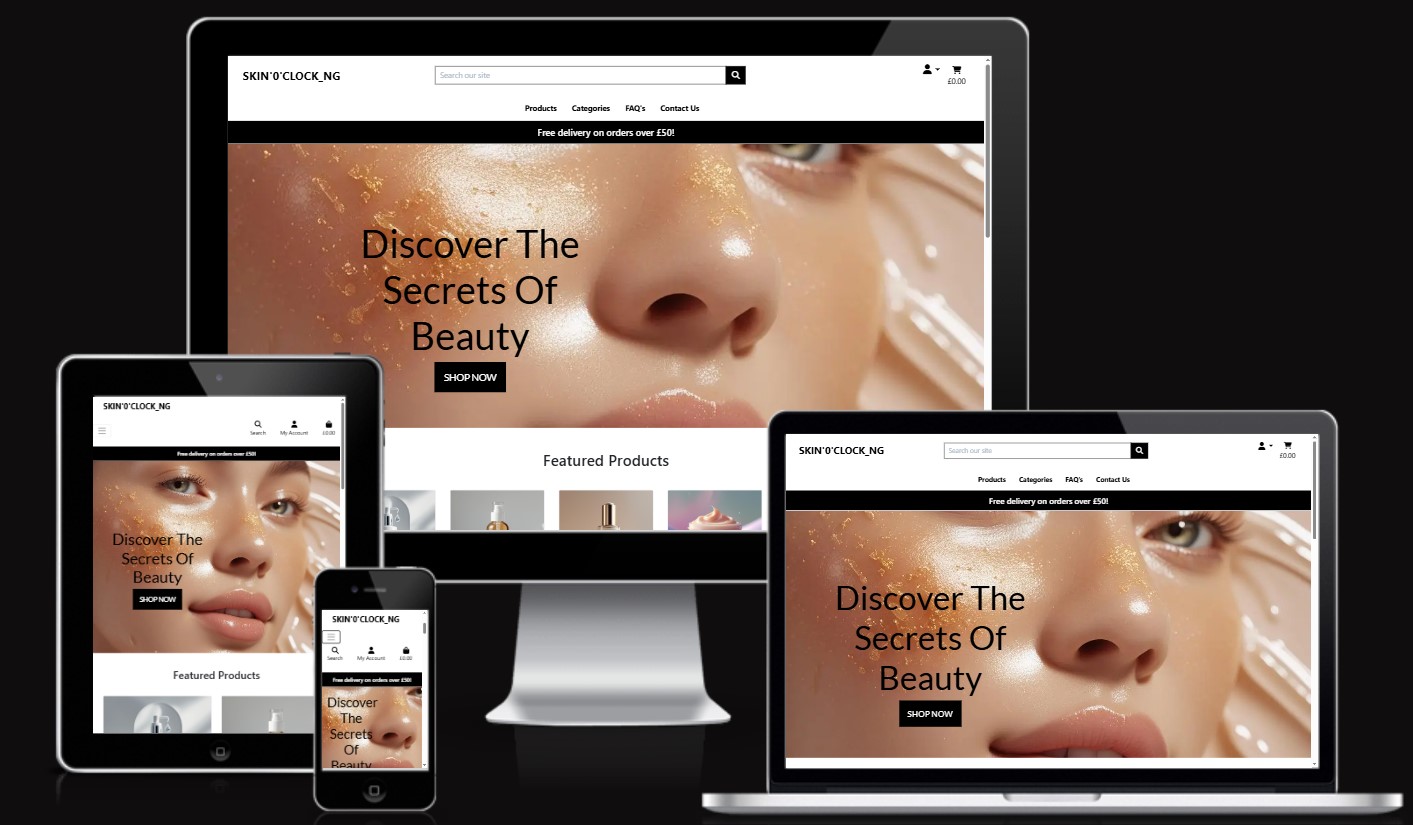 SKIN'0'CLOCK_NG
Search our site
£0.00
Products Categories FAQ's Contact Us
Free delivery on orders over £50!
Discover The
Secrets Of
Beauty
SHOP NOW
Featured Products
SKIN'0'CLOCK_NG
Search My Account £0.00
Free delivery on orders over £50!
Discover The
Secrets Of
Beauty
SHOP NOW
Featured Products
SKIN'0'CLOCK_NG
Search My Account £0.00
Free delivery on orders over £50!
Discover
The
Secrets
Of
Beauty
SKIN'0'CLOCK_NG
Search our site
£0.00
Products Categories FAQ's Contact Us
Free delivery on orders over £50!
Discover The
Secrets Of
Beauty
SHOP NOW